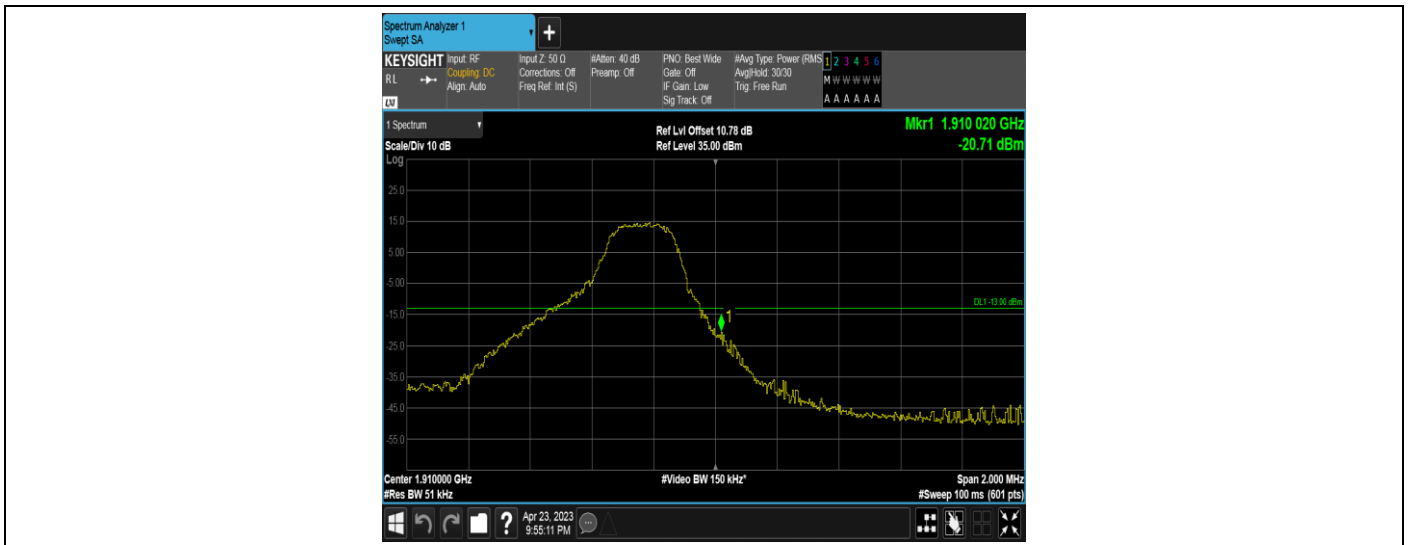 Spectrum Analyzer 1
Swept SA
+
KEYSIGHT
RL
LXI
Input: RF
Coupling: DC
Align: Auto
Input Z: 50 Ω
Corrections: Off
Freq Ref: Int (S)
#Atten: 40 dB
Preamp: Off
PNO: Best Wide
Gate: Off
IF Gain: Low
Sig Track: Off
#Avg Type: Power (RMS
Avg|Hold: 30/30
Trig: Free Run
1 2 3 4 5 6
M W W W W W
A A A A A A
1 Spectrum
Scale/Div 10 dB
Ref Lvl Offset 10.78 dB
Ref Level 35.00 dBm
Mkr1 1.910 020 GHz
-20.71 dBm
Log
25.0
15.0
5.00
-5.00
-15.0
-25.0
-35.0
-45.0
-55.0
DL1 -13.00 dBm
1
Center 1.910000 GHz
#Res BW 51 kHz
#Video BW 150 kHz*
Span 2.000 MHz
#Sweep 100 ms (601 pts)
?
Apr 23, 2023
9:55:11 PM